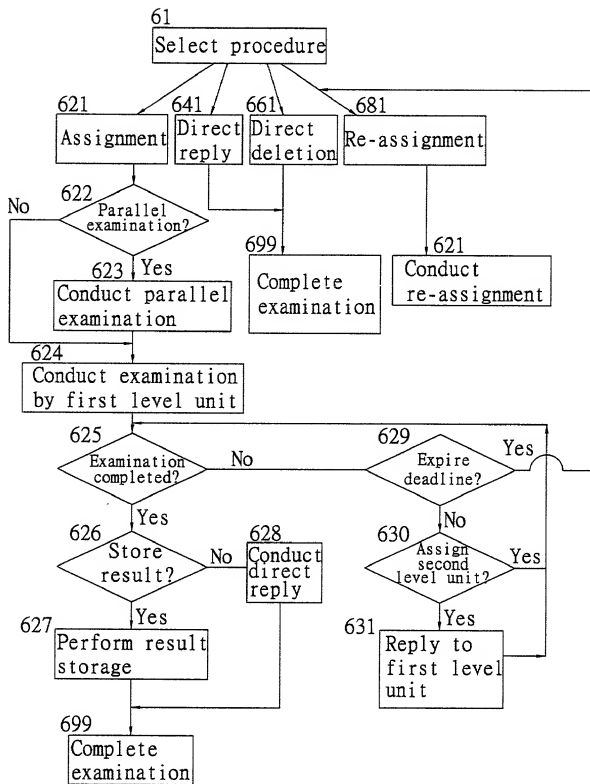 61
Select procedure
621
641
661
681
Assignment
Direct
reply
Direct
deletion
Re-assignment
622
No
Parallel
examination?
699
621
623
Yes
Complete
examination
Conduct
re-assignment
Conduct parallel
examination
624
Conduct examination
by first level unit
625
629
Examination
completed?
No
Expire
deadline?
Yes
Yes
No
626
628
630
Store
result?
No
Conduct
direct
reply
Assign
second
level unit?
Yes
Yes
Yes
627
631
Perform result
storage
Reply to
first level
unit
699
Complete
examination